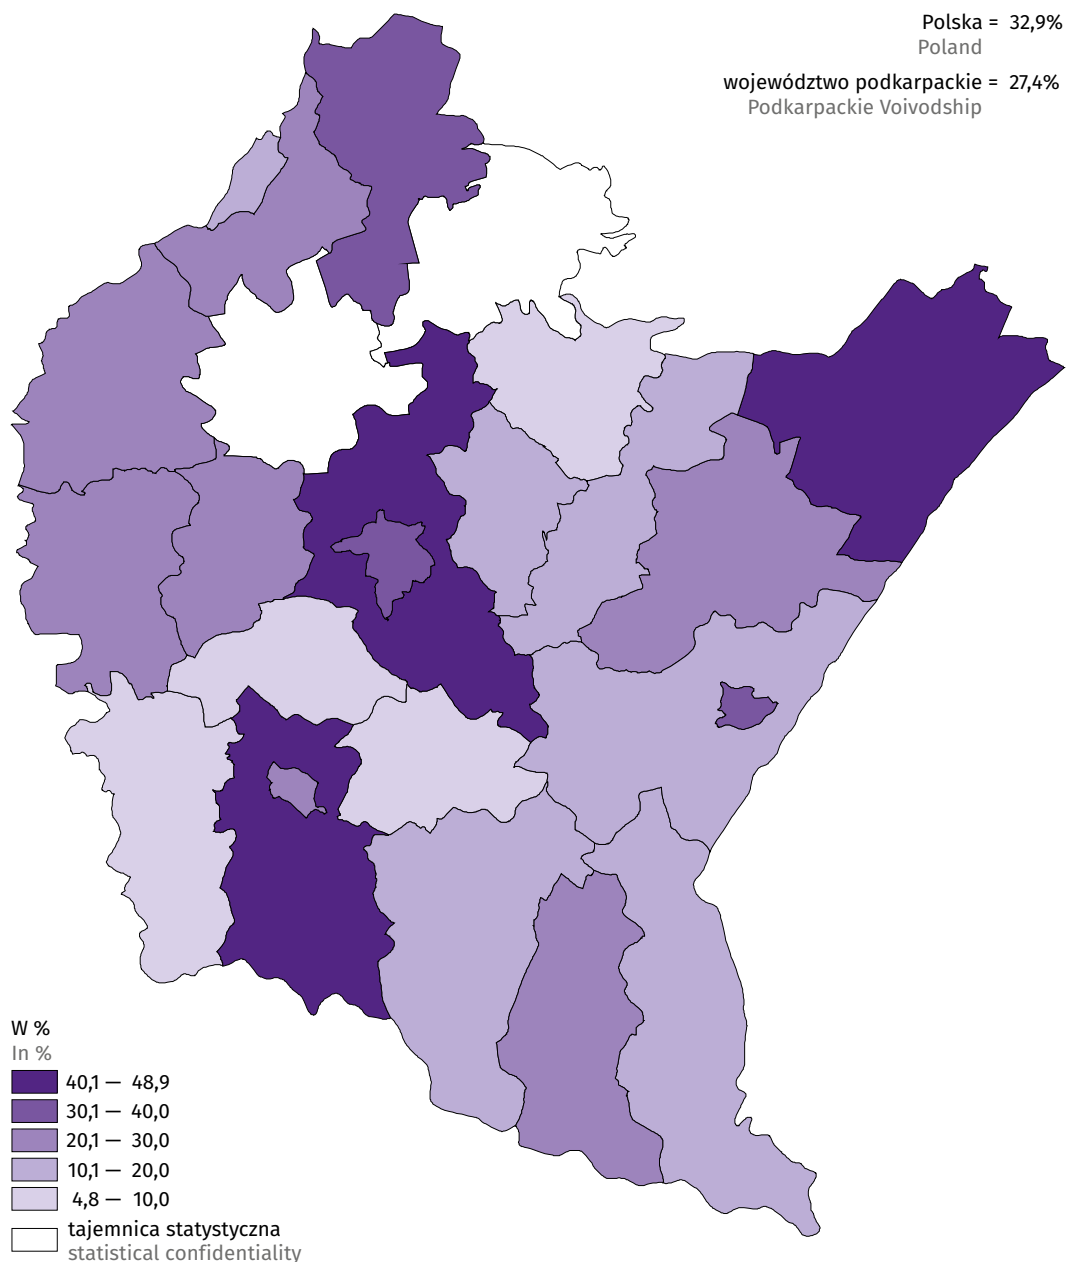 Polska = 32,9%
Poland
województwo podkarpackie = 27,4%
Podkarpackie Voivodship
W %
In %
40,1 — 48,9
30,1 — 40,0
20,1 — 30,0
10,1 — 20,0
4,8 — 10,0
tajemnica statystyczna
statistical confidentiality